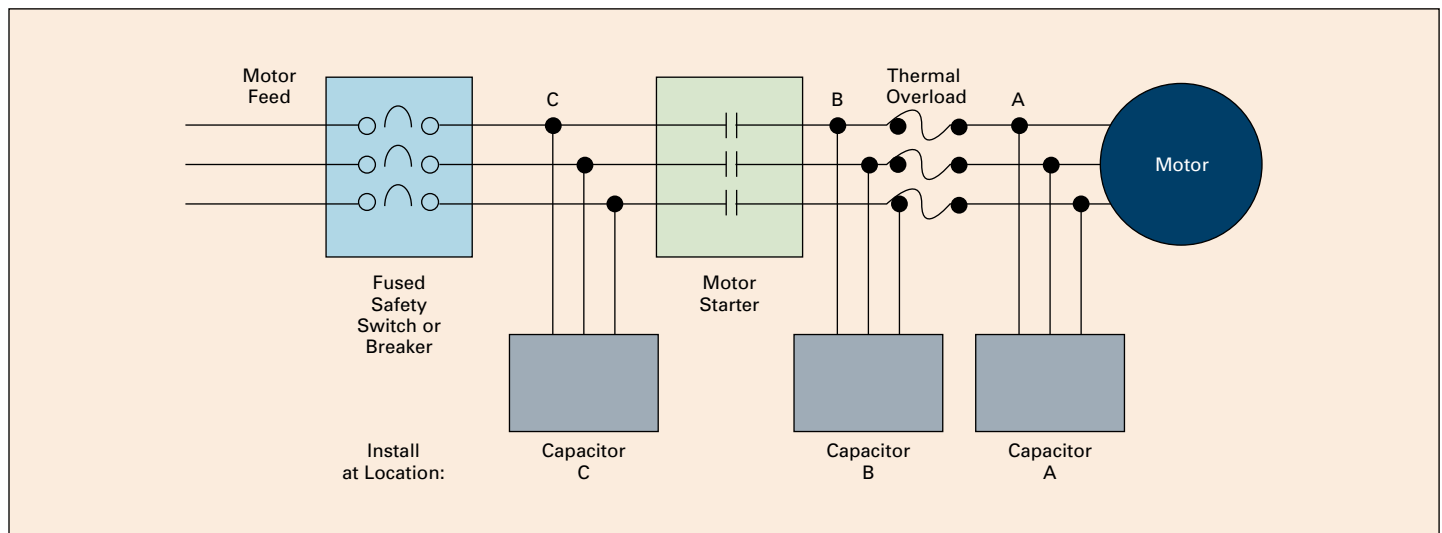 Motor
Feed
C
B
Thermal
Overload
A
Motor
Fused
Safety
Switch or
Breaker
Motor
Starter
Install
at Location:
Capacitor
C
Capacitor
B
Capacitor
A